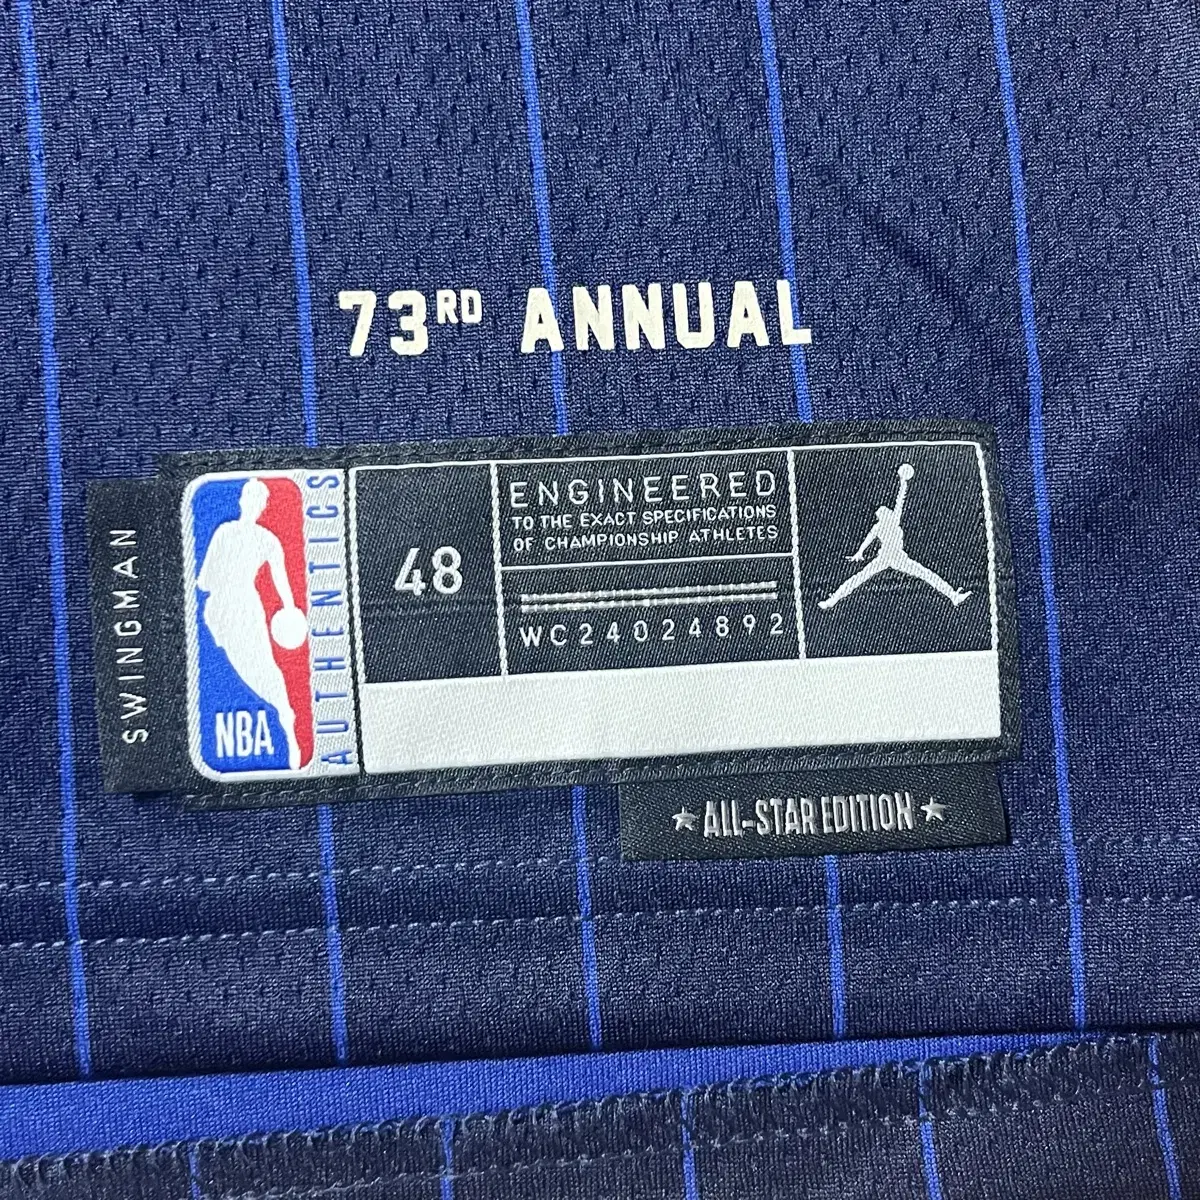 73RD ANNUAL
SWINGMAN
NBA
AUTHENTICS
48
ENGINEERED
TO THE EXACT SPECIFICATIONS
OF CHAMPIONSHIP ATHLETES
WC24024892
★ ALL-STAR EDITION ★